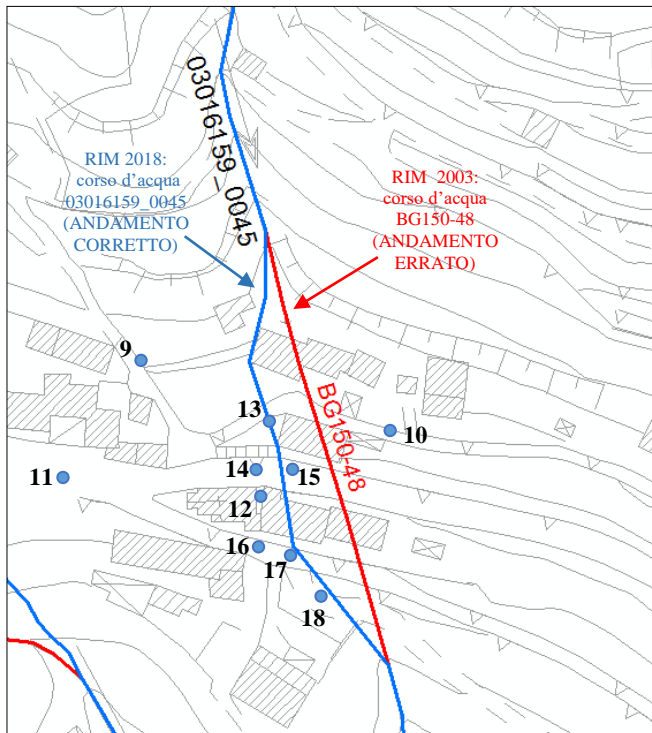 03016159_0045
RIM 2018:
corso d'acqua
03016159_0045
(ANDAMENTO
CORRETTO)
RIM 2003:
corso d'acqua
BG150-48
(ANDAMENTO
ERRATO)
9
BG150-48
13
10
14
15
11
12
16
17
18